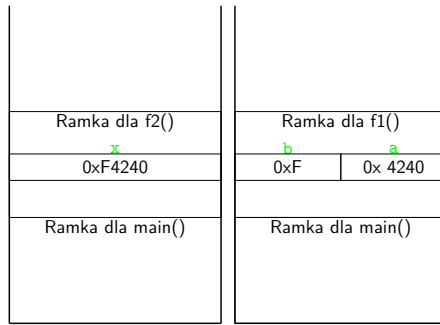 Ramka dla f2()
x
0xF4240
Ramka dla main()
Ramka dla f1()
b a
0xF 0x 4240
Ramka dla main()